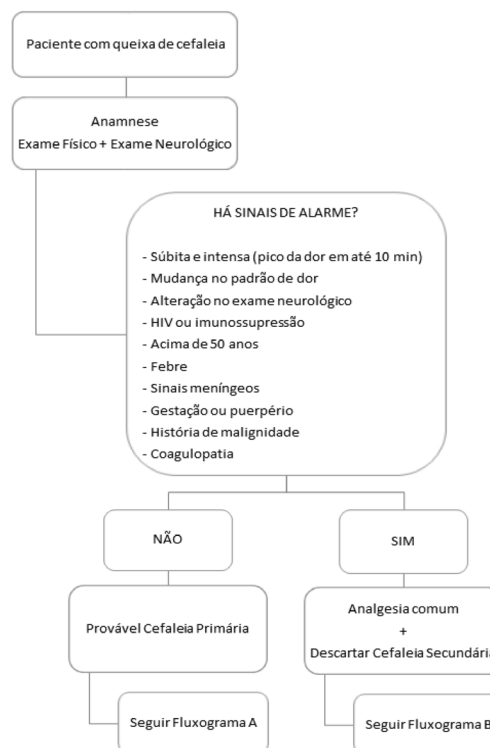 Paciente com queixa de cefaleia
Anamnese
Exame Físico + Exame Neurológico
HÁ SINAIS DE ALARME?
- Súbita e intensa (pico da dor em até 10 min)
- Mudança no padrão de dor
- Alteração no exame neurológico
- HIV ou imunossupressão
- Acima de 50 anos
- Febre
- Sinais meníngeos
- Gestação ou puerpério
- História de malignidade
- Coagulopatia
NÃO
SIM
Provável Cefaleia Primária
Analgesia comum
+
Descartar Cefaleia Secundári
Seguir Fluxograma A
Seguir Fluxograma B